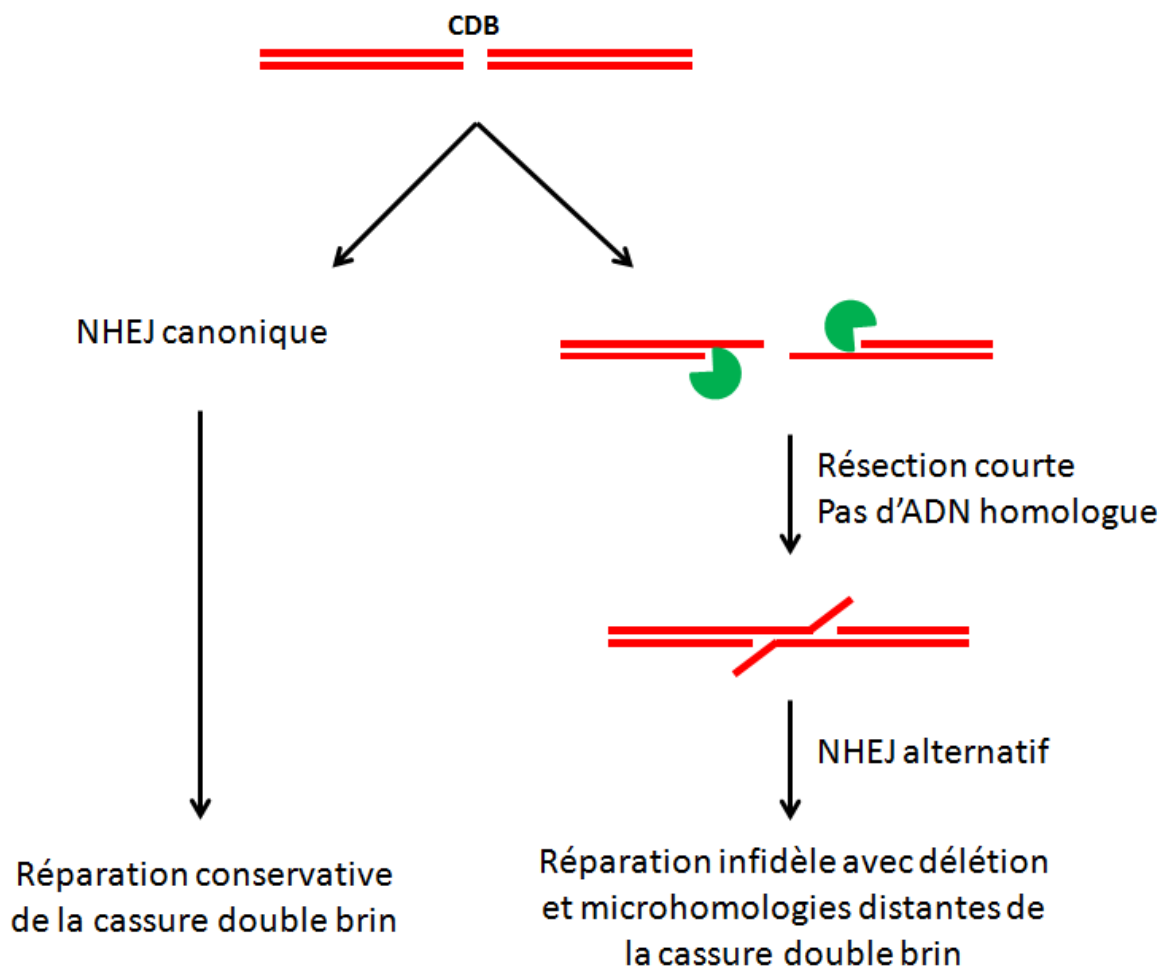 CDB
NHEJ canonique
Résection courte
Pas d'ADN homologue
NHEJ alternatif
Réparation conservative
de la cassure double brin
Réparation infidèle avec délétion
et microhomologies distantes de
la cassure double brin